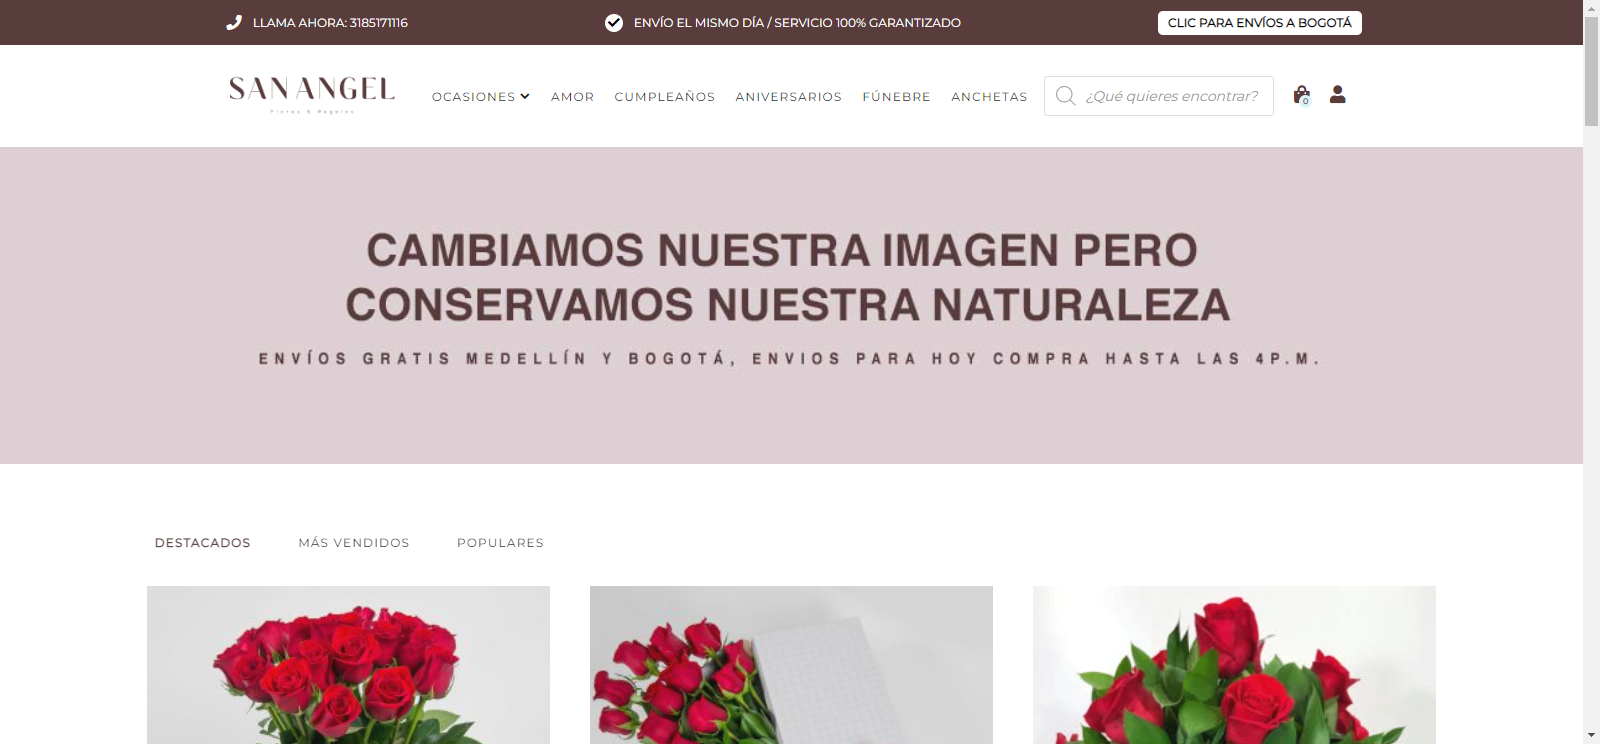 LLAMA AHORA: 3185171116
ENVÍO EL MISMO DÍA / SERVICIO 100% GARANTIZADO
CLIC PARA ENVÍOS A BOGOTÁ
SAN ANGEL
Flores & Regalos
OCASIONES
AMOR
CUMPLEAÑOS
ANIVERSARIOS
FÚNEBRE
ANCHETAS
¿Qué quieres encontrar?
0
CAMBIAMOS NUESTRA IMAGEN PERO
CONSERVAMOS NUESTRA NATURALEZA
ENVÍOS GRATIS MEDELLÍN Y BOGOTÁ, ENVIOS PARA HOY COMPRA HASTA LAS 4P.M.
DESTACADOS
MÁS VENDIDOS
POPULARES